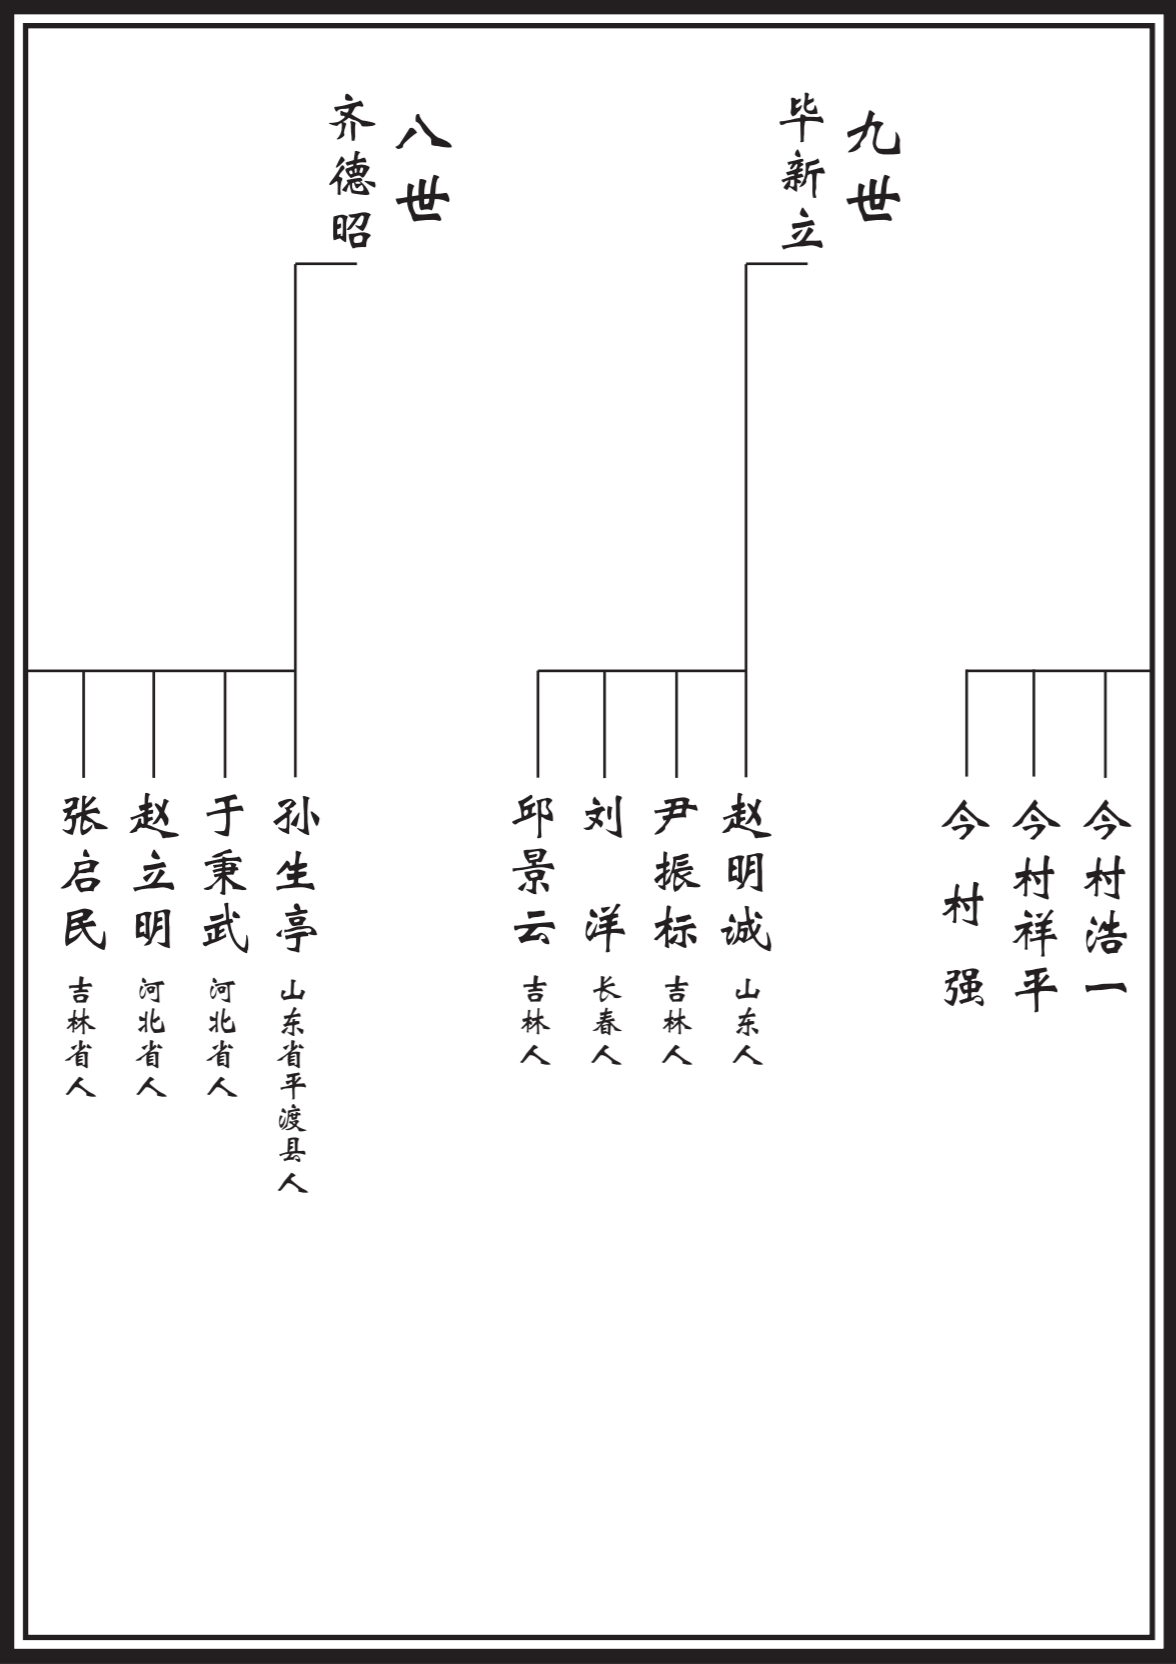 今村浩一
今村祥平
今村强
九世
毕新立
赵明诚 山东人
尹振标 吉林人
刘洋 长春人
邱景云 吉林人
八世
齐德昭
孙生亭 山东省平渡县人
于秉武 河北省人
赵立明 河北省人
张启民 吉林省人